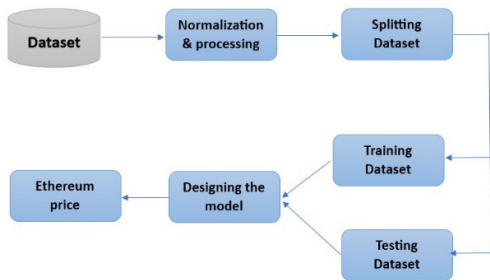 Dataset
Normalization
& processing
Splitting
Dataset
Training
Dataset
Ethereum
price
Designing the
model
Testing
Dataset